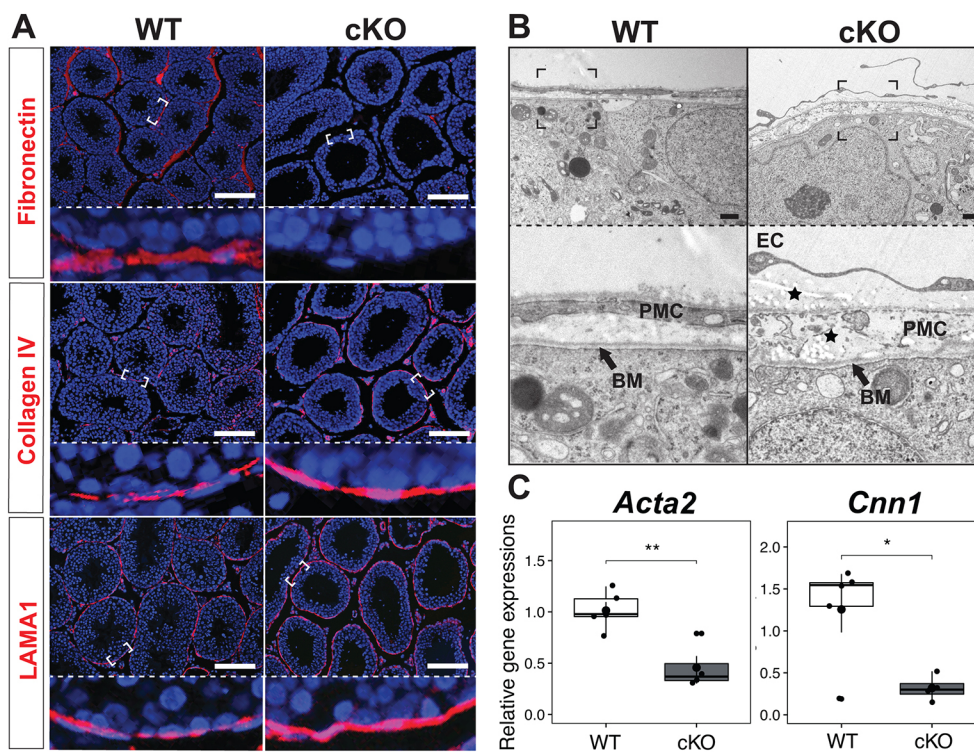 A
WT
cKO
Fibronectin
Collagen IV
LAMA1
B
WT
cKO
PMC
BM
EC
PMC
BM
C
Acta2
Cnn1
Relative gene expressions
1.5
1.0
0.5
0.0
**
WT
cKO
2.0
1.5
1.0
0.5
0.0
*
WT
cKO